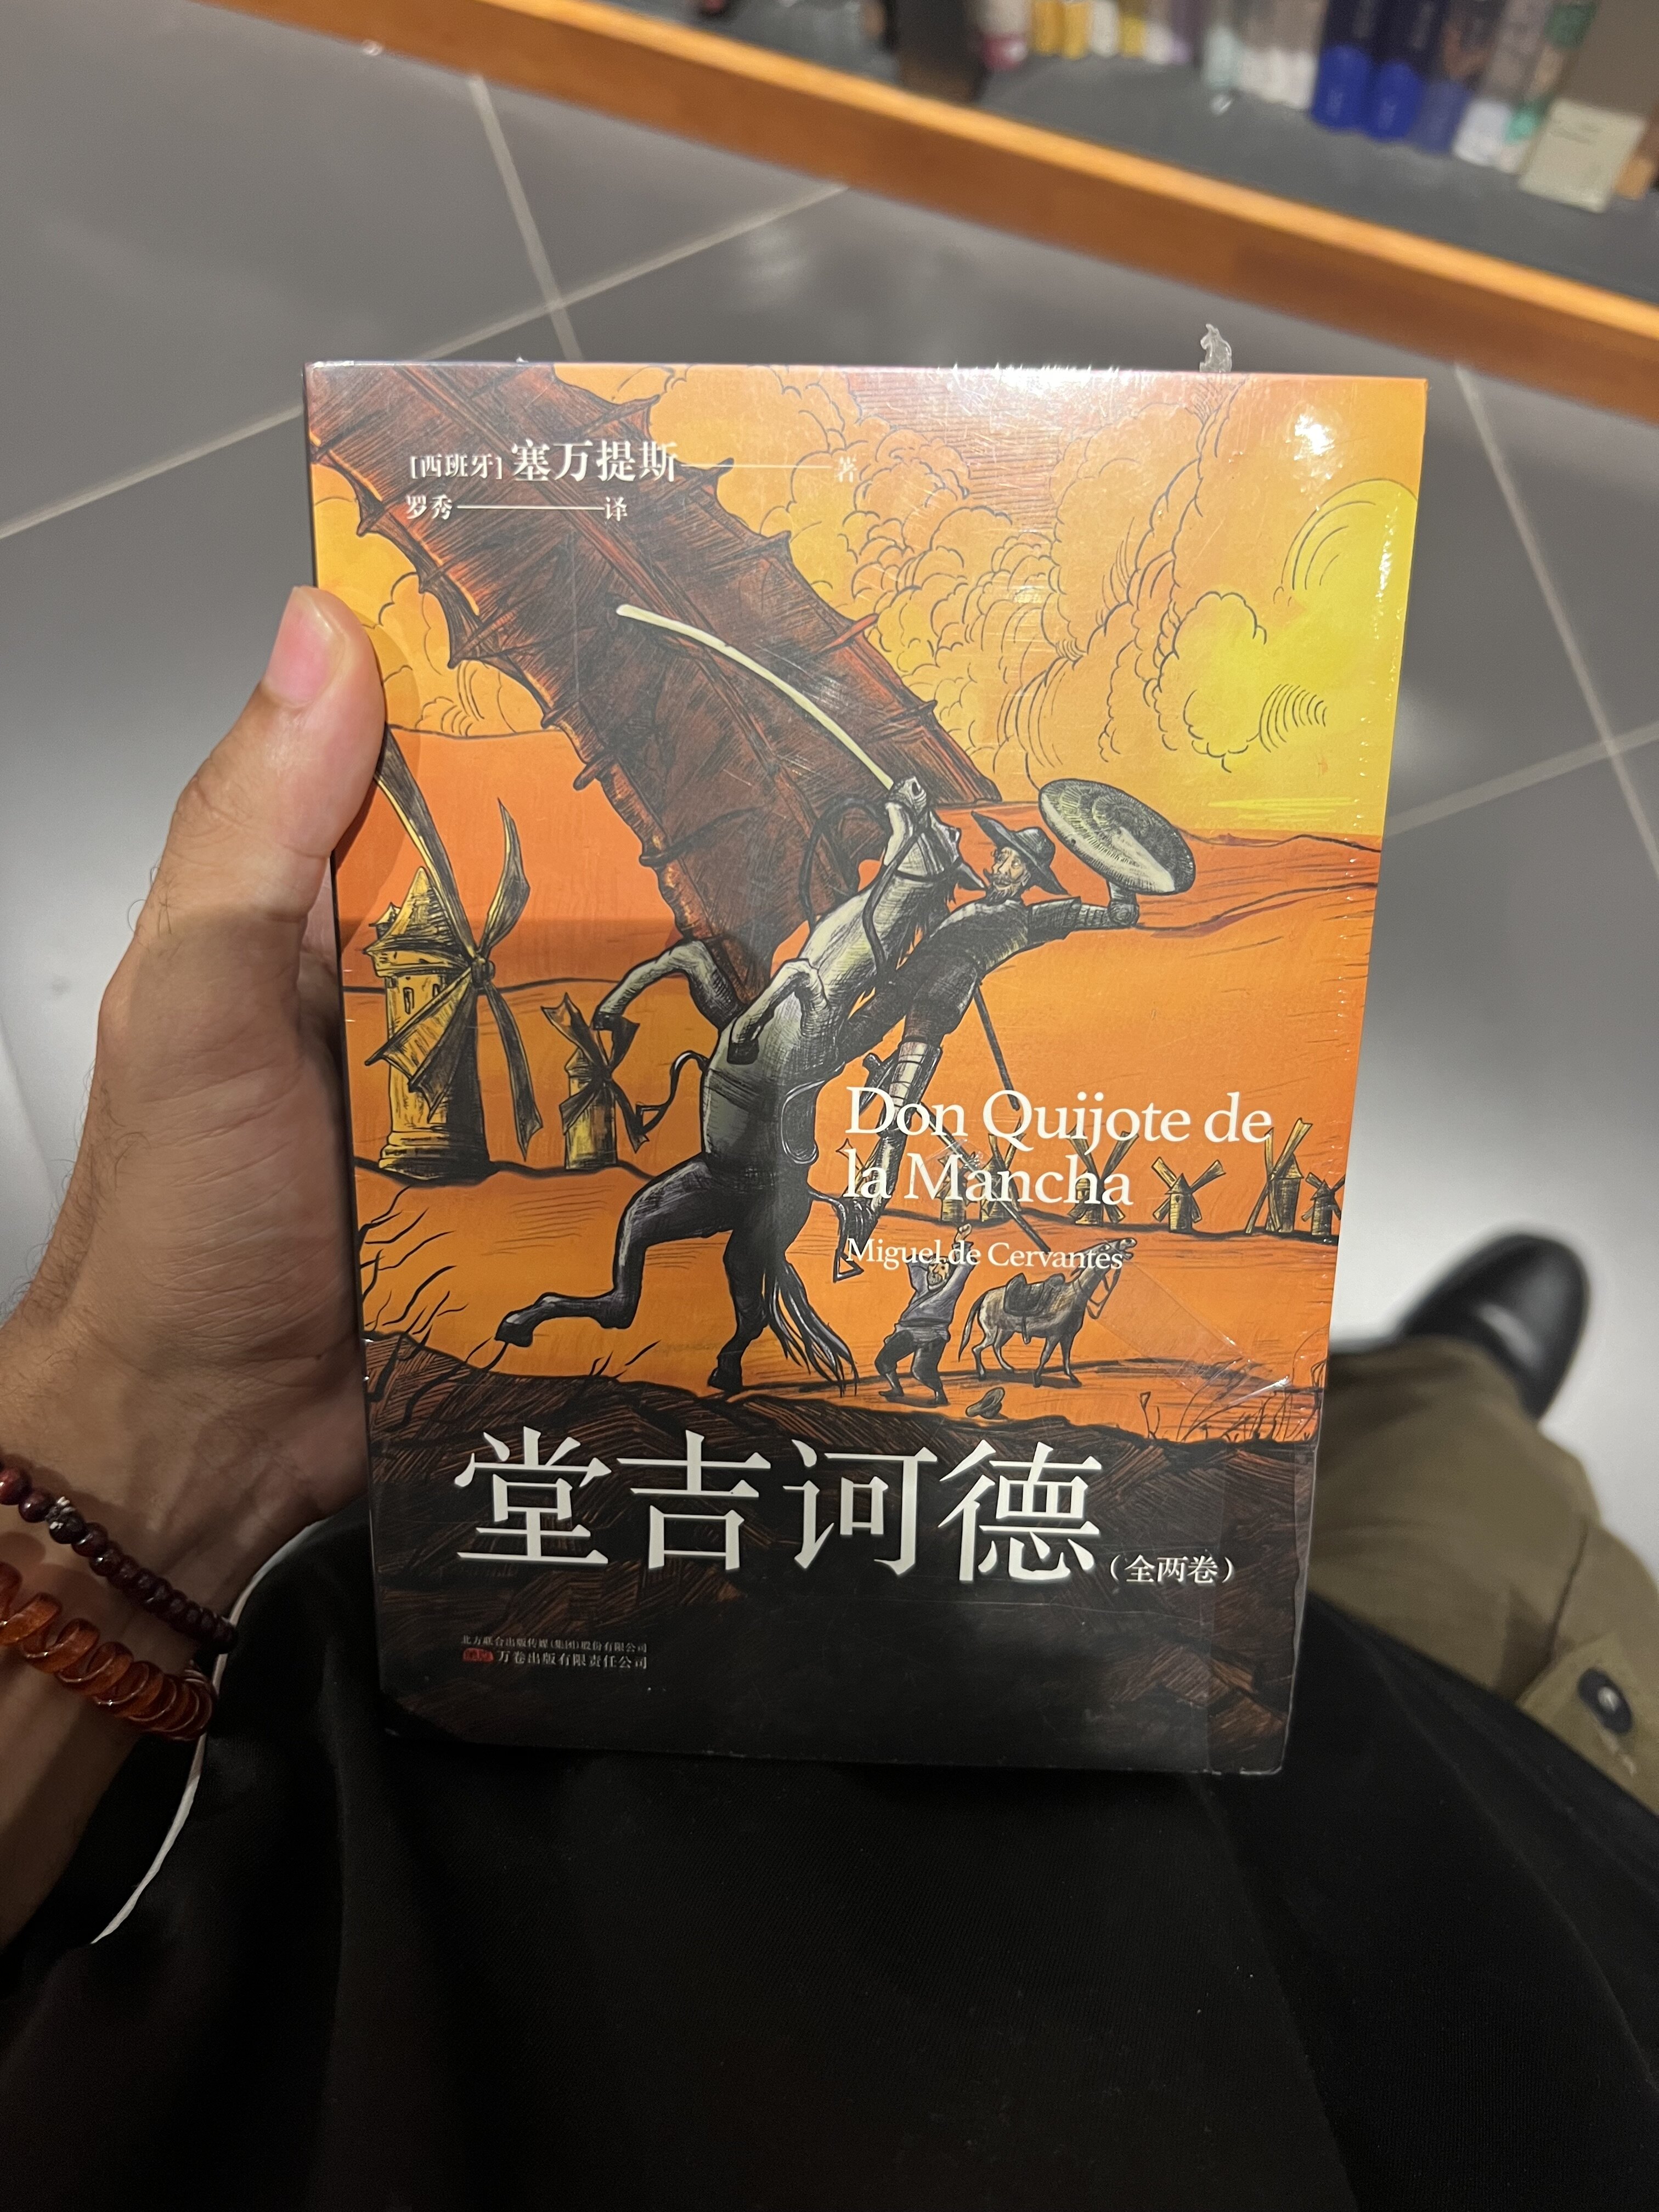 [西班牙] 塞万提斯 著
罗秀 译
Don Quijote de
la Mancha
Miguel de Cervantes
堂吉诃德 (全两卷)
北方联合出版传媒(集团)股份有限公司
万卷出版有限责任公司